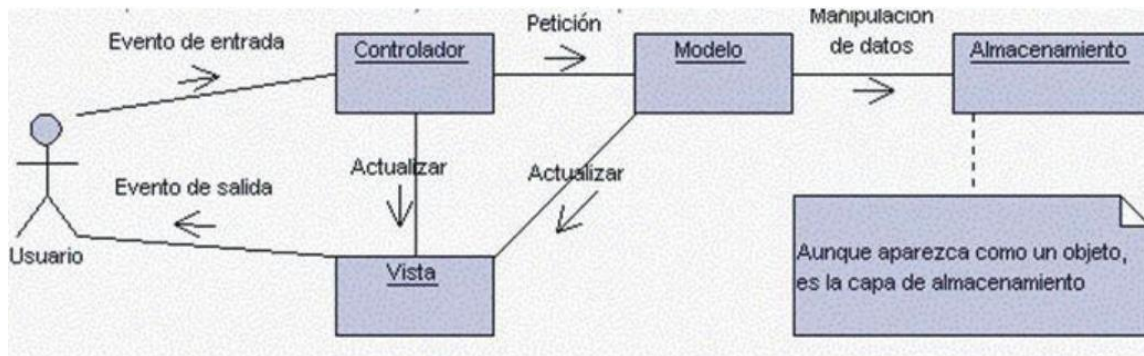 Evento de entrada
Controlador
Petición
Modelo
Manipulación
de datos
Almacenamiento
Actualizar
Actualizar
Evento de salida
Usuario
Vista
Aunque aparezca como un objeto,
es la capa de almacenamiento